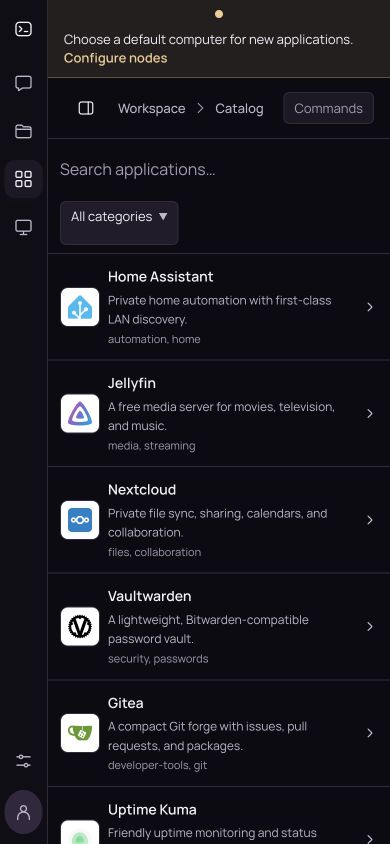 Choose a default computer for new applications.
Configure nodes
Workspace > Catalog
Commands
Search applications...
All categories ▼
Home Assistant
Private home automation with first-class
LAN discovery.
automation, home
Jellyfin
A free media server for movies, television,
and music.
media, streaming
Nextcloud
Private file sync, sharing, calendars, and
collaboration.
files, collaboration
Vaultwarden
A lightweight, Bitwarden-compatible
password vault.
security, passwords
Gitea
A compact Git forge with issues, pull
requests, and packages.
developer-tools, git
Uptime Kuma
Friendly uptime monitoring and status